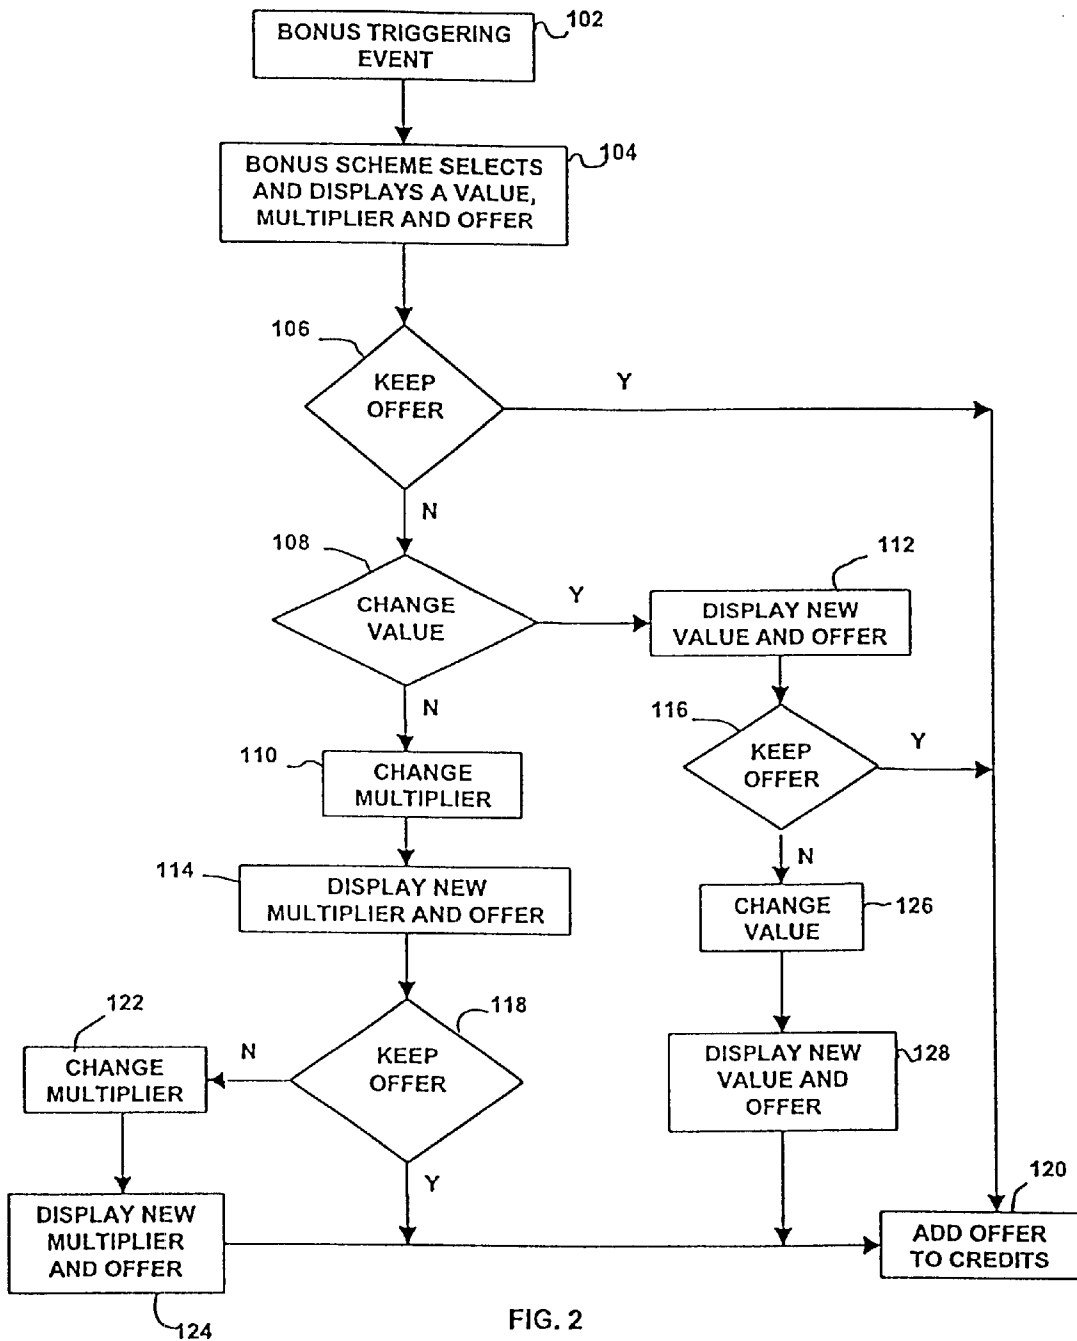 BONUS TRIGGERING
EVENT
102
BONUS SCHEME SELECTS
AND DISPLAYS A VALUE,
MULTIPLIER AND OFFER
104
106
KEEP
OFFER
Y
N
108
CHANGE
VALUE
Y
112
DISPLAY NEW
VALUE AND OFFER
N
116
KEEP
OFFER
Y
110
CHANGE
MULTIPLIER
N
114
DISPLAY NEW
MULTIPLIER AND OFFER
CHANGE
VALUE
126
122
118
KEEP
OFFER
N
CHANGE
MULTIPLIER
DISPLAY NEW
VALUE AND
OFFER
128
Y
120
DISPLAY NEW
MULTIPLIER
AND OFFER
ADD OFFER
TO CREDITS
124
FIG. 2